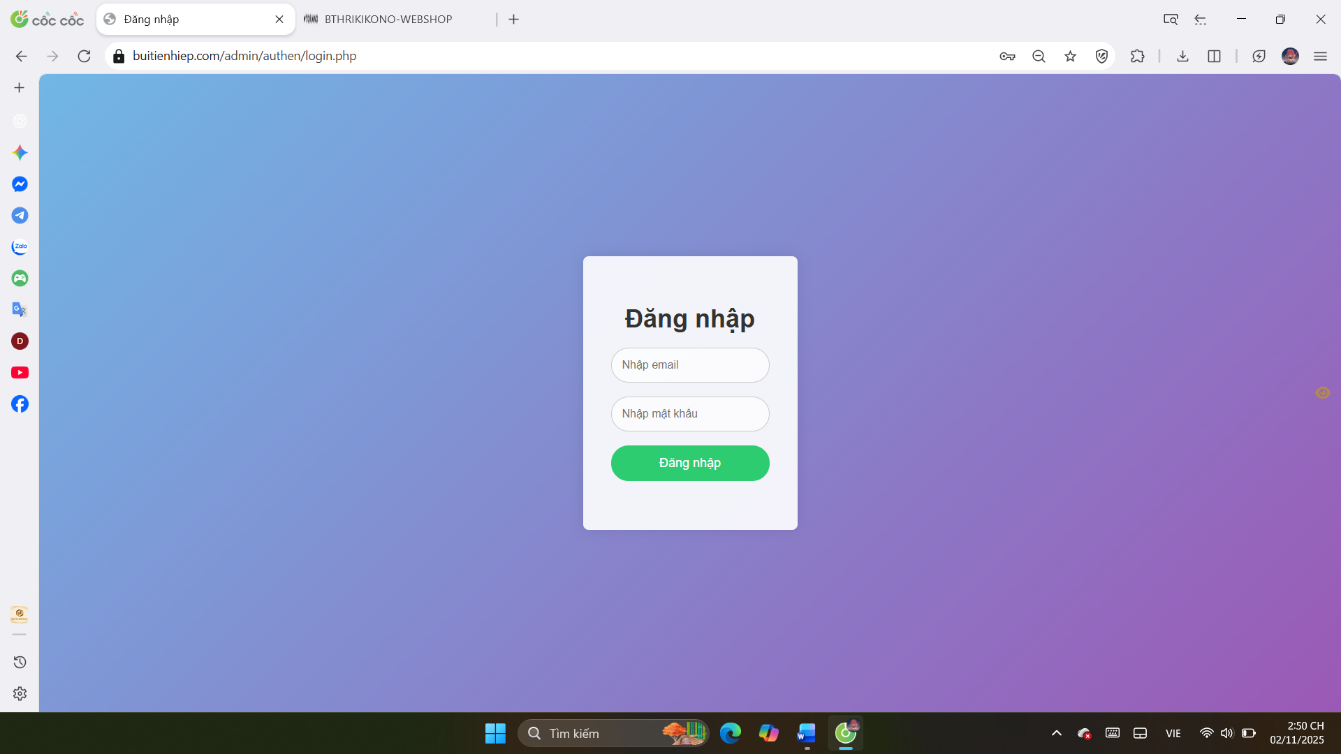 cốc cốc
Đăng nhập
BTHRIKIKONO-WEBSHOP
buitienhiep.com/admin/authen/login.php
Zalo
D
Đăng nhập
Nhập email
Nhập mật khẩu
Đăng nhập
Tìm kiếm
VIE
2:50 CH
02/11/2025